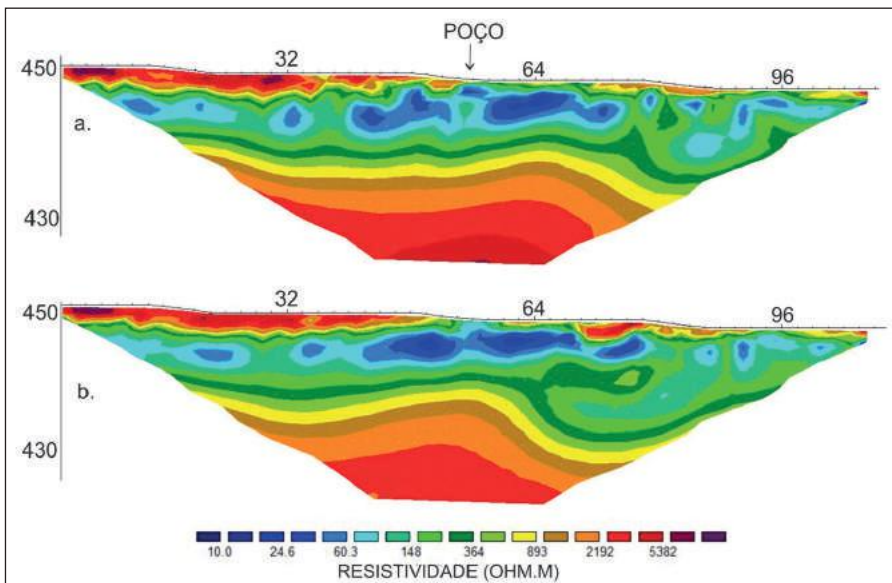 POÇO
32 64 96
450
a.
430
32 64 96
450
b.
430
10.0 24.6 60.3 148 364 893 2192 5382
RESISTIVIDADE (OHM.M)